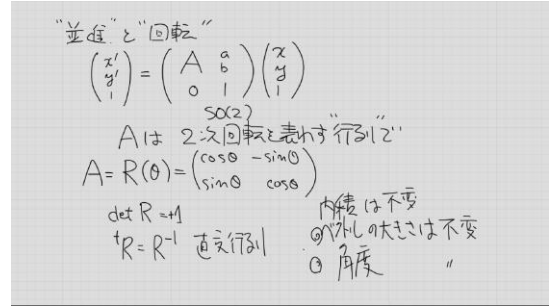 "並進"と"回転"
(x' y' 1) = (A a b 0 1)(x y 1)
SO(2)
Aは 2次回転を表わす"行列"で
A = R(θ) = (cosθ -sinθ sinθ cosθ)
det R = +1
ᵗR = R⁻¹ 直交行列
内積は不変
◎ベクトルの大きさは不変
◎角度 〃